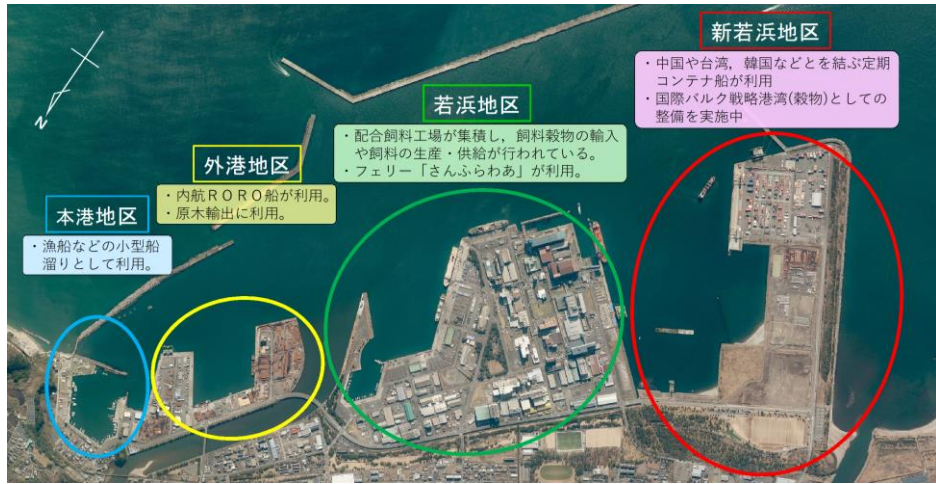 新若浜地区
・中国や台湾，韓国などとを結ぶ定期
コンテナ船が利用
・国際バルク戦略港湾(穀物)としての
整備を実施中
若浜地区
・配合飼料工場が集積し，飼料穀物の輸入
や飼料の生産・供給が行われている。
・フェリー「さんふらわあ」が利用。
外港地区
・内航ＲＯＲＯ船が利用。
・原木輸出に利用。
本港地区
・漁船などの小型船
溜りとして利用。
N